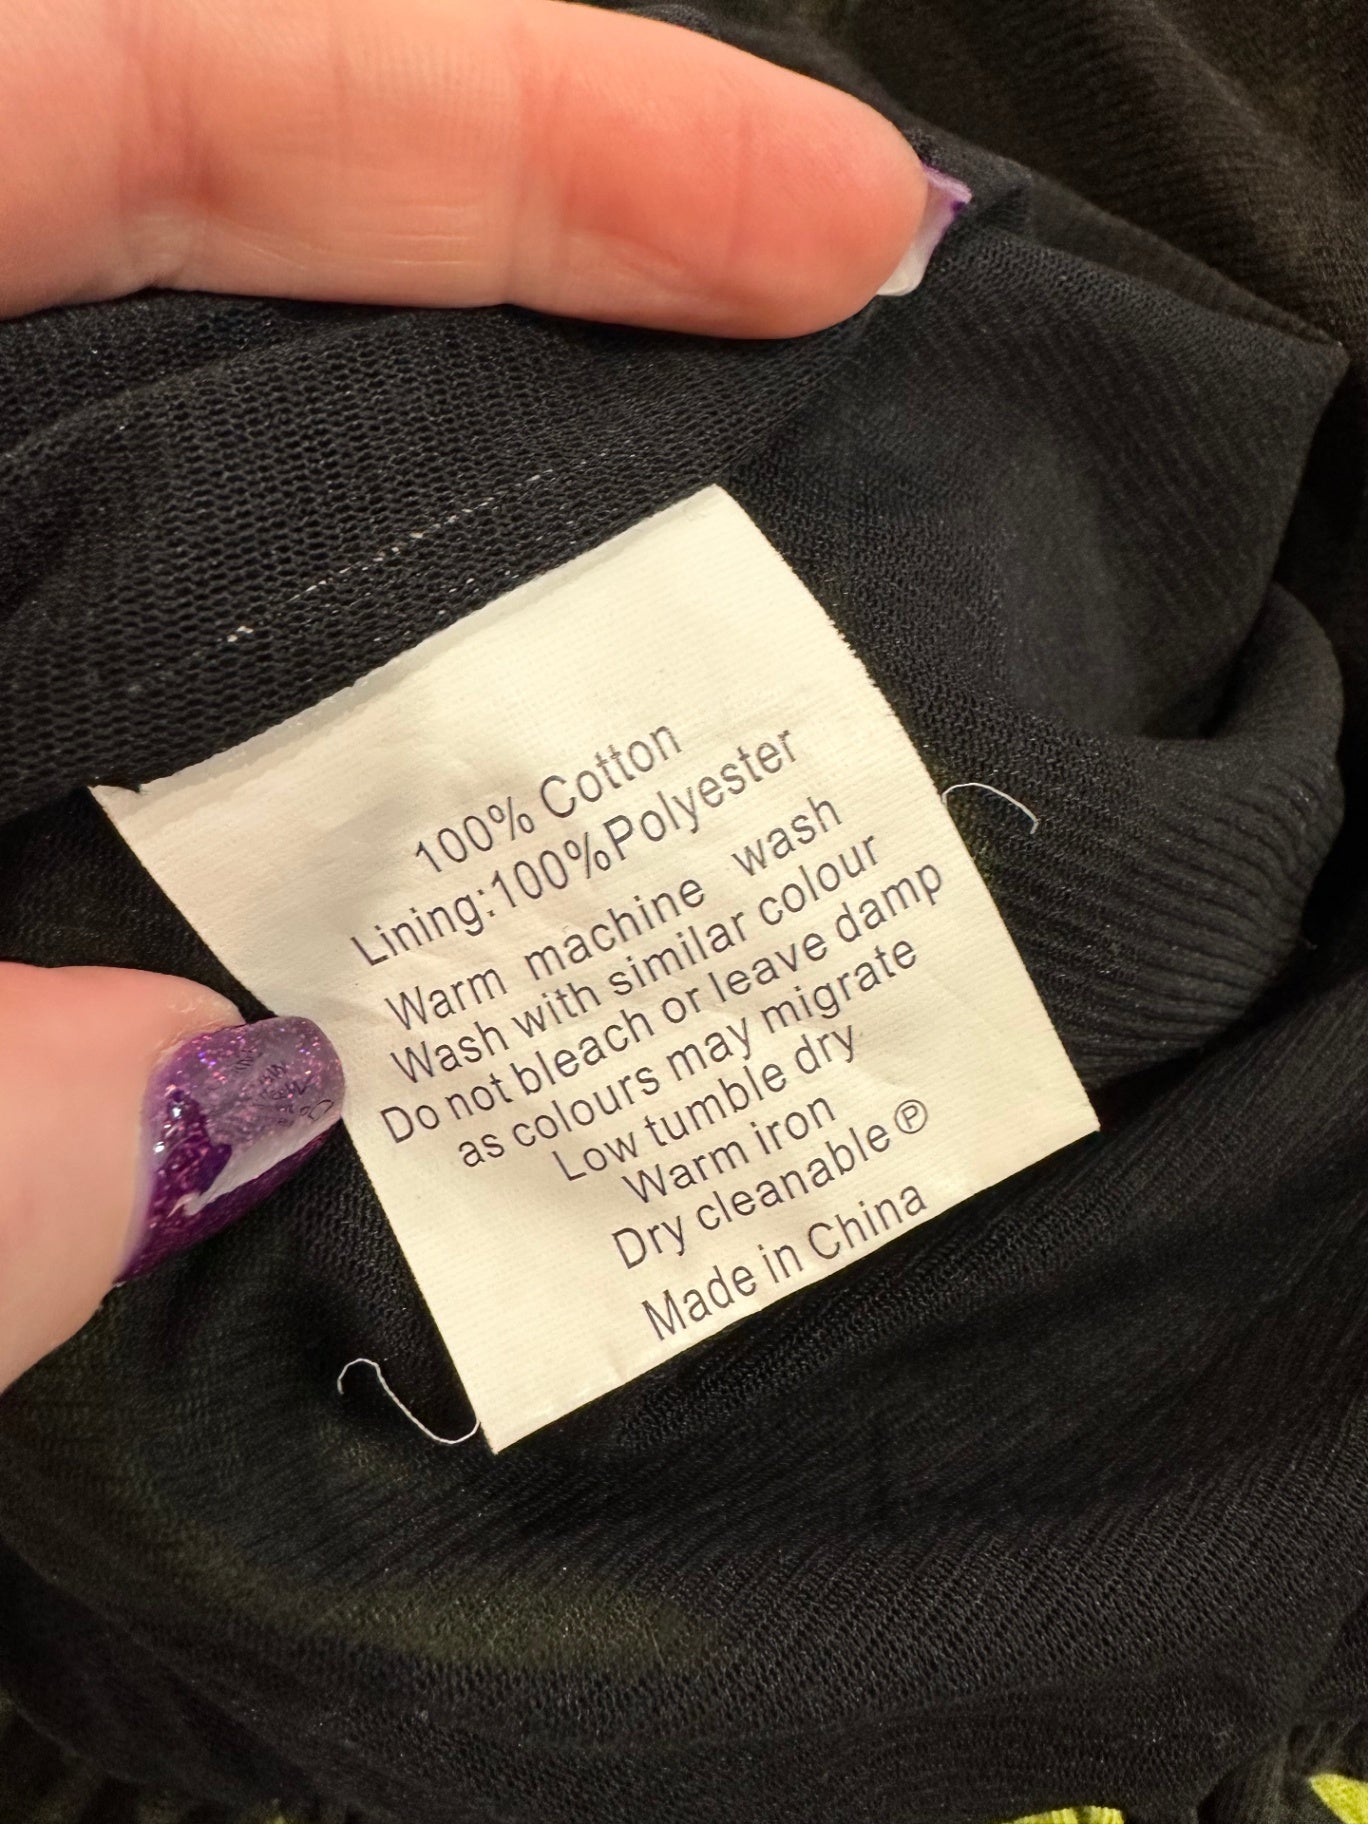 100% Cotton
Lining:100%Polyester
Warm machine wash
Wash with similar colour
Do not bleach or leave damp
as colours may migrate
Low tumble dry
Warm iron
Dry cleanable Ⓟ
Made in China